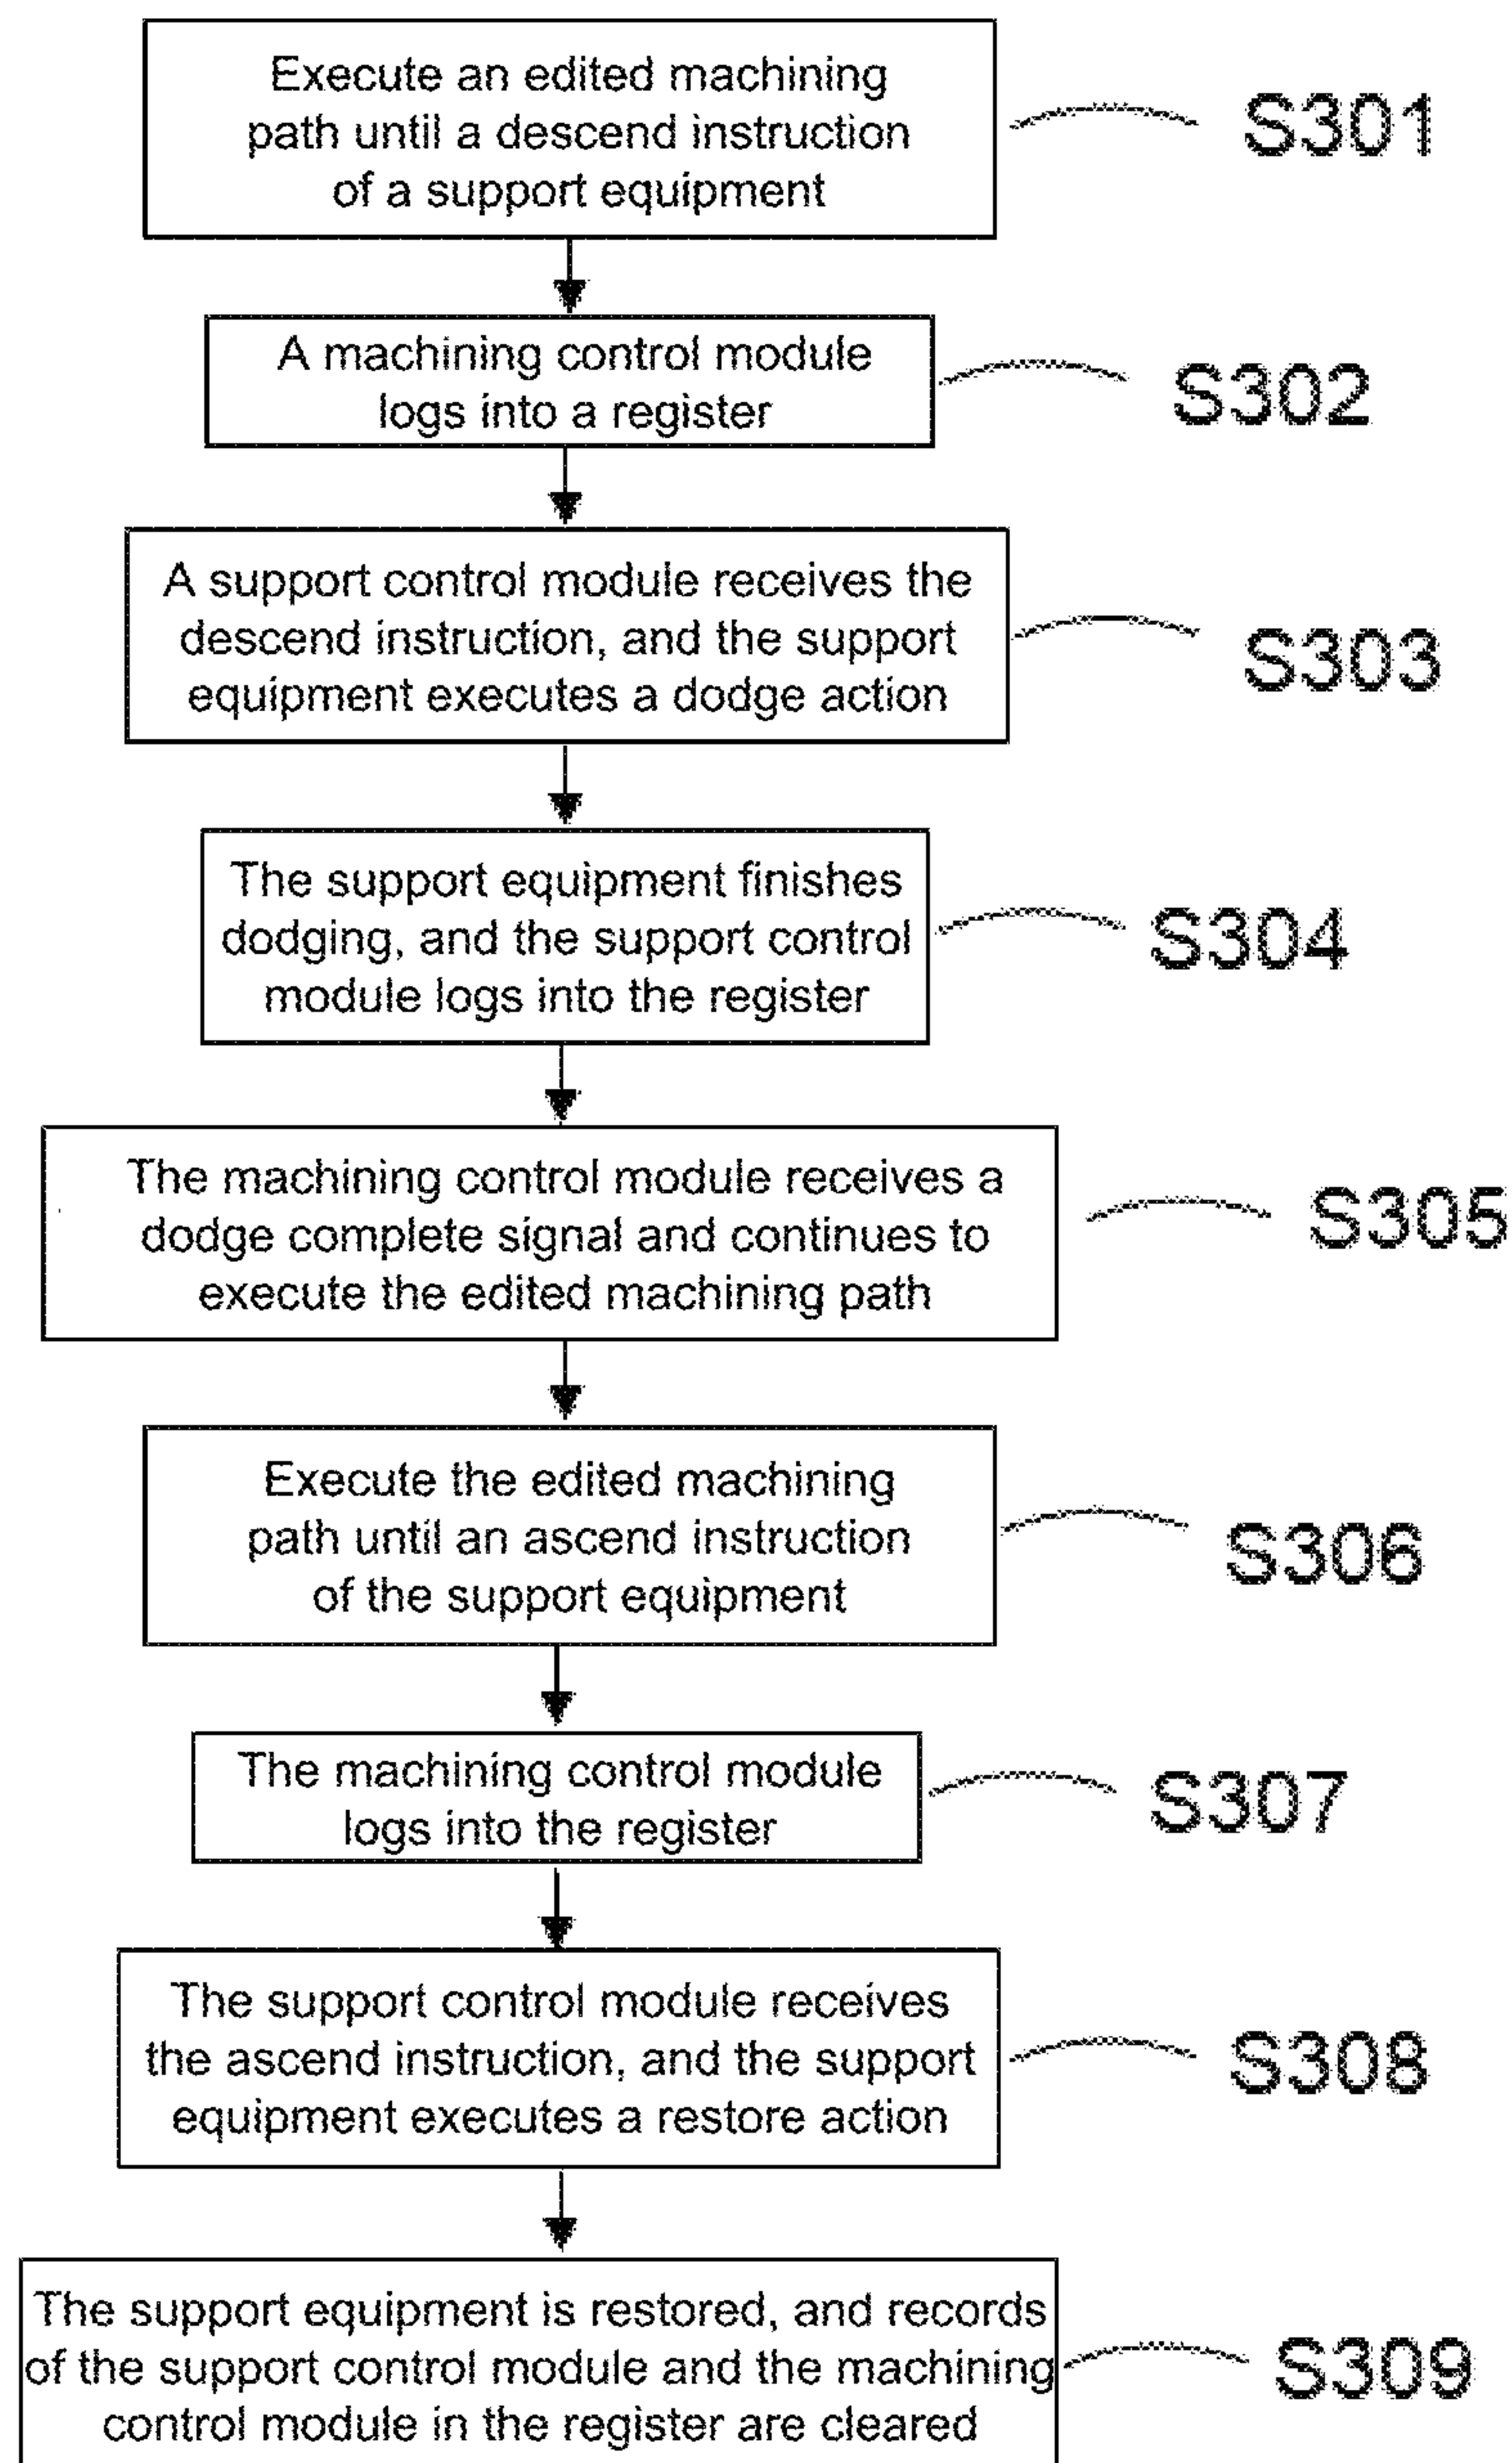 Execute an edited machining
path until a descend instruction
of a support equipment
S301
A machining control module
logs into a register
S302
A support control module receives the
descend instruction, and the support
equipment executes a dodge action
S303
The support equipment finishes
dodging, and the support control
module logs into the register
S304
The machining control module receives a
dodge complete signal and continues to
execute the edited machining path
S305
Execute the edited machining
path until an ascend instruction
of the support equipment
S306
The machining control module
logs into the register
S307
The support control module receives
the ascend instruction, and the support
equipment executes a restore action
S308
The support equipment is restored, and records
of the support control module and the machining
control module in the register are cleared
S309